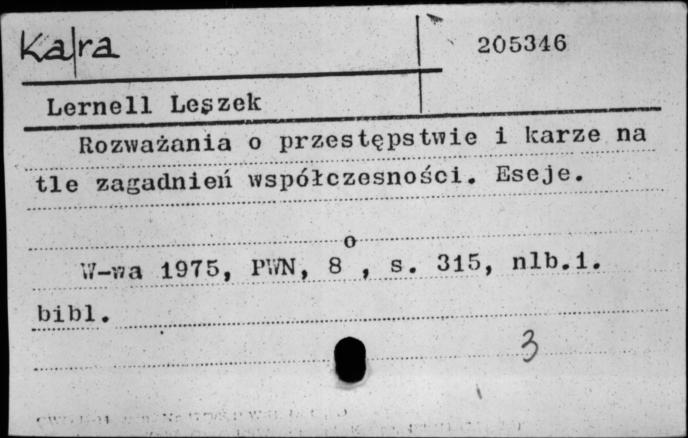 Kara
205346
Lernell Leszek
Rozważania o przestępstwie i karze na
tle zagadnień współczesności. Eseje.
W-wa 1975, PWN, 8°, s. 315, nlb.1.
bibl.
3